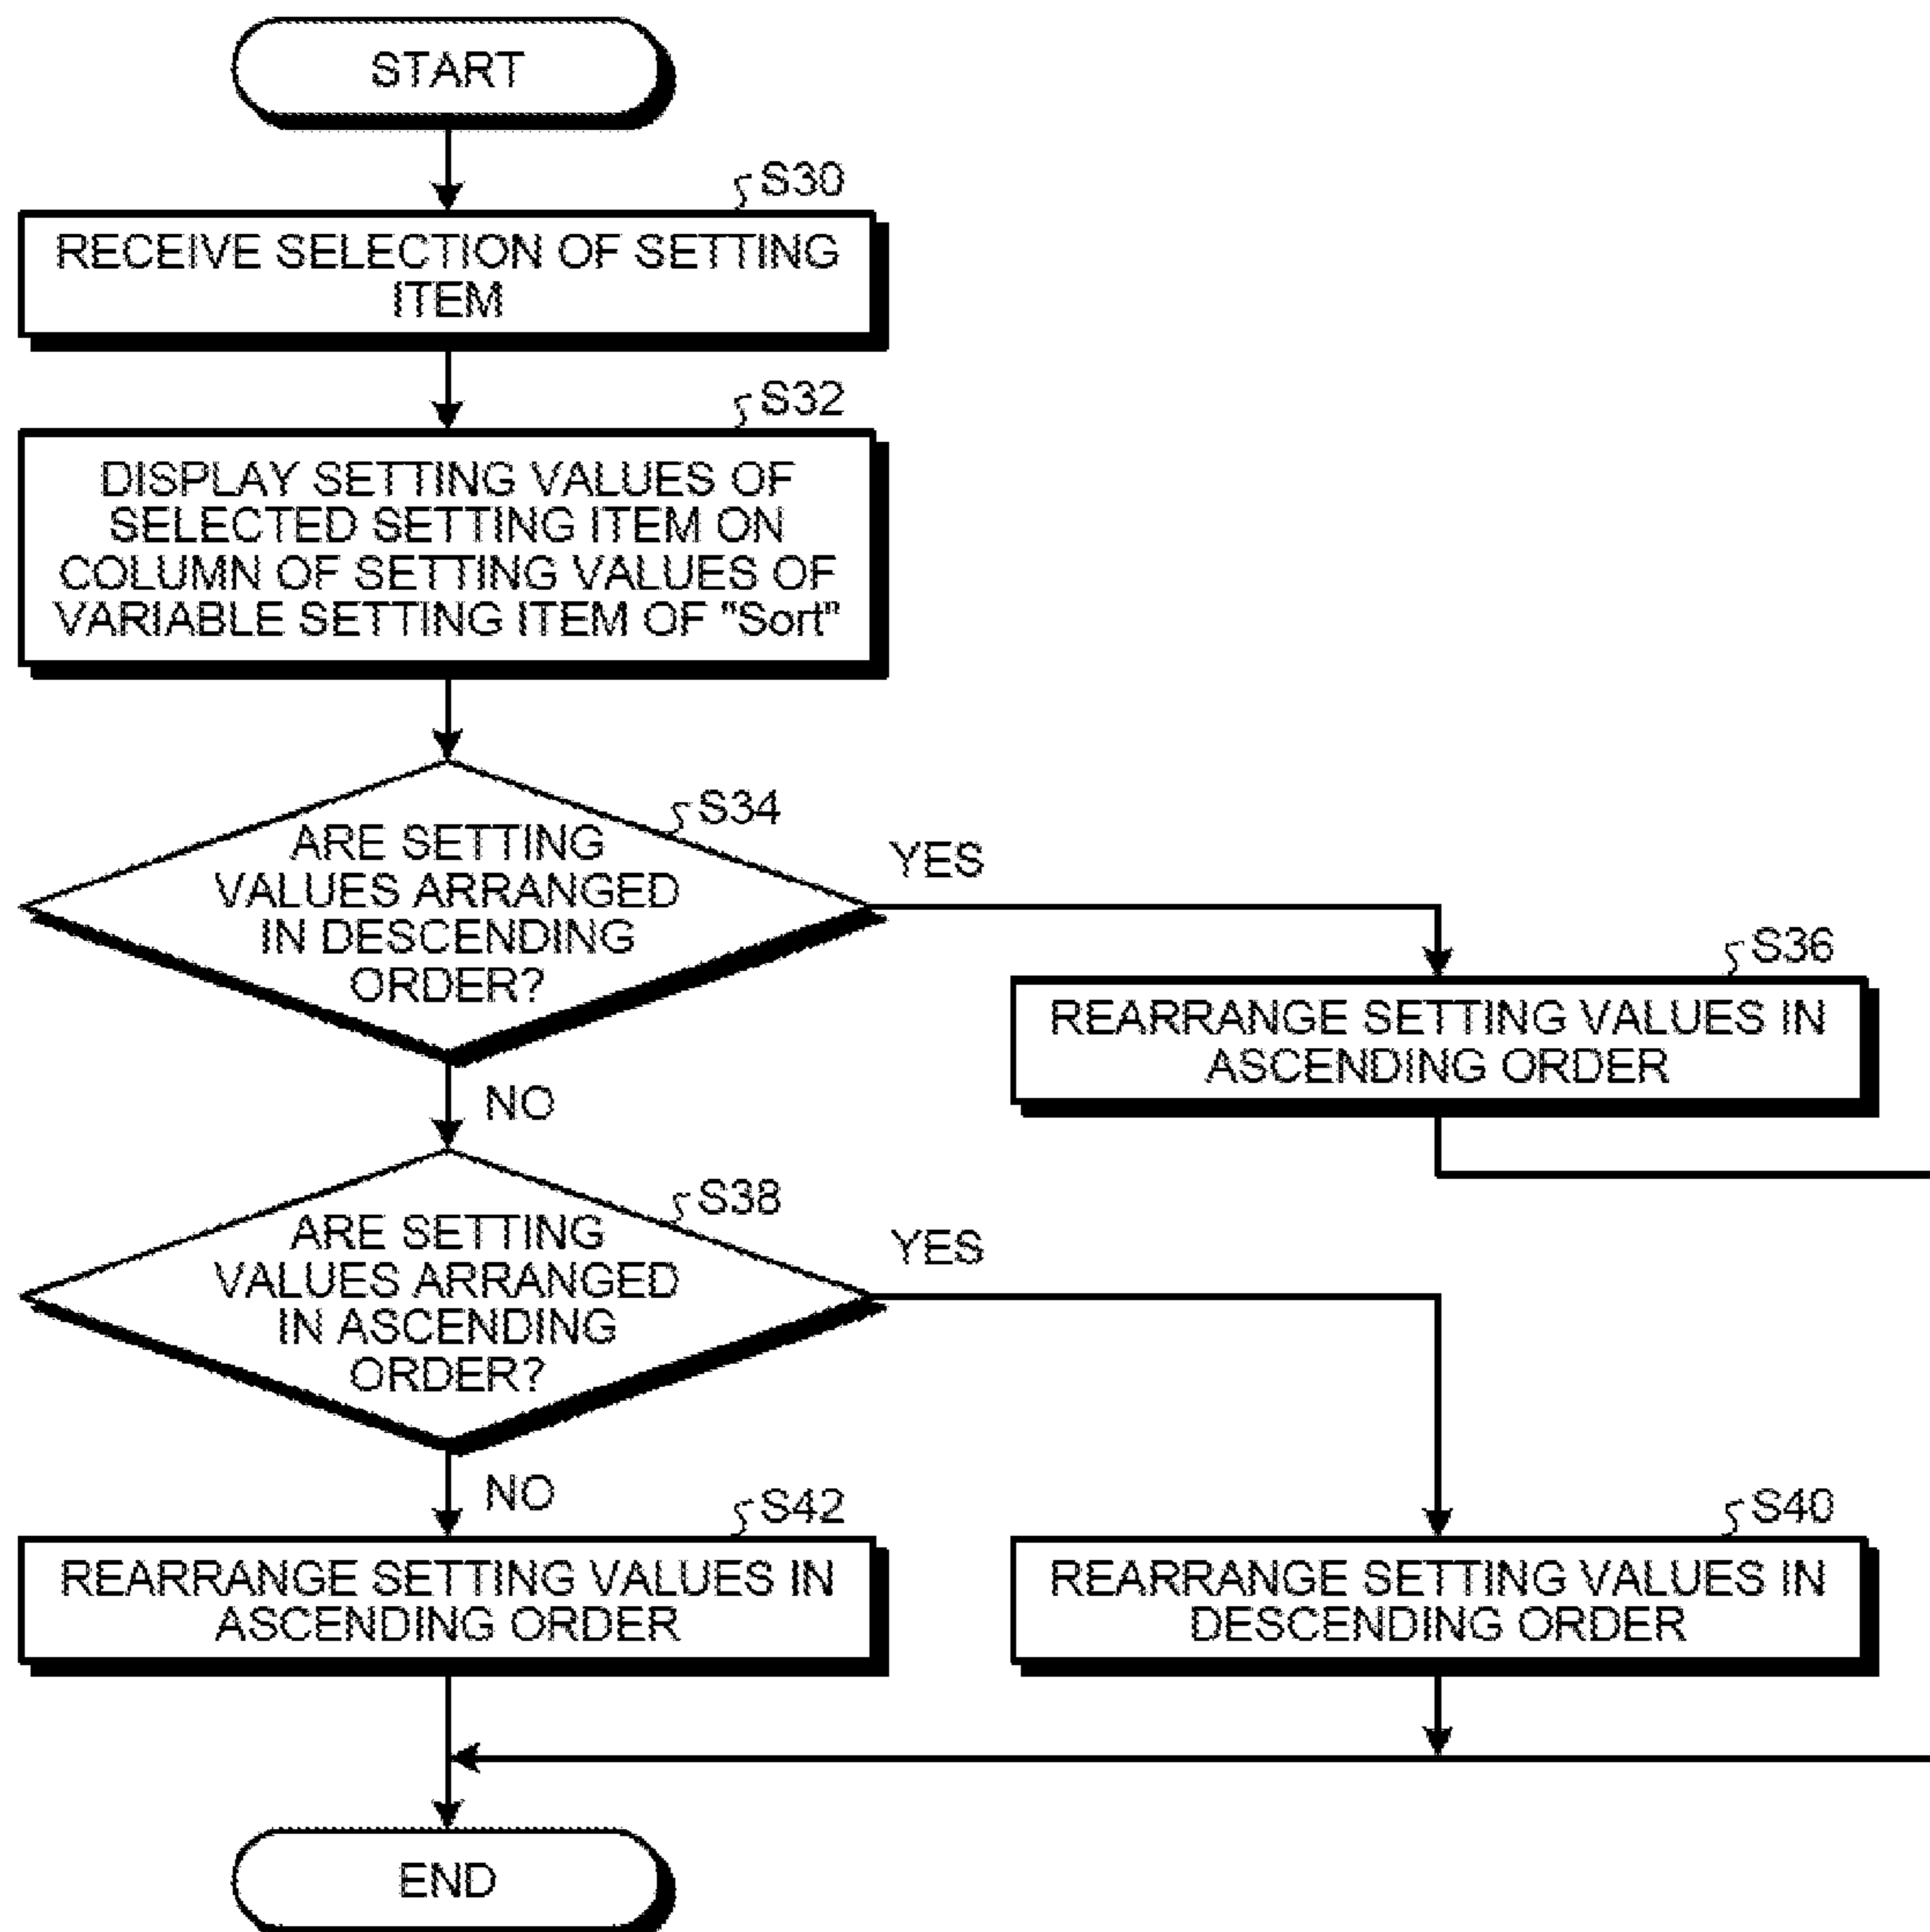 START
S30
RECEIVE SELECTION OF SETTING
ITEM
S32
DISPLAY SETTING VALUES OF
SELECTED SETTING ITEM ON
COLUMN OF SETTING VALUES OF
VARIABLE SETTING ITEM OF "Sort"
S34
ARE SETTING
VALUES ARRANGED
IN DESCENDING
ORDER?
YES
S36
REARRANGE SETTING VALUES IN
ASCENDING ORDER
NO
S38
ARE SETTING
VALUES ARRANGED
IN ASCENDING
ORDER?
YES
NO
S42
REARRANGE SETTING VALUES IN
ASCENDING ORDER
S40
REARRANGE SETTING VALUES IN
DESCENDING ORDER
END